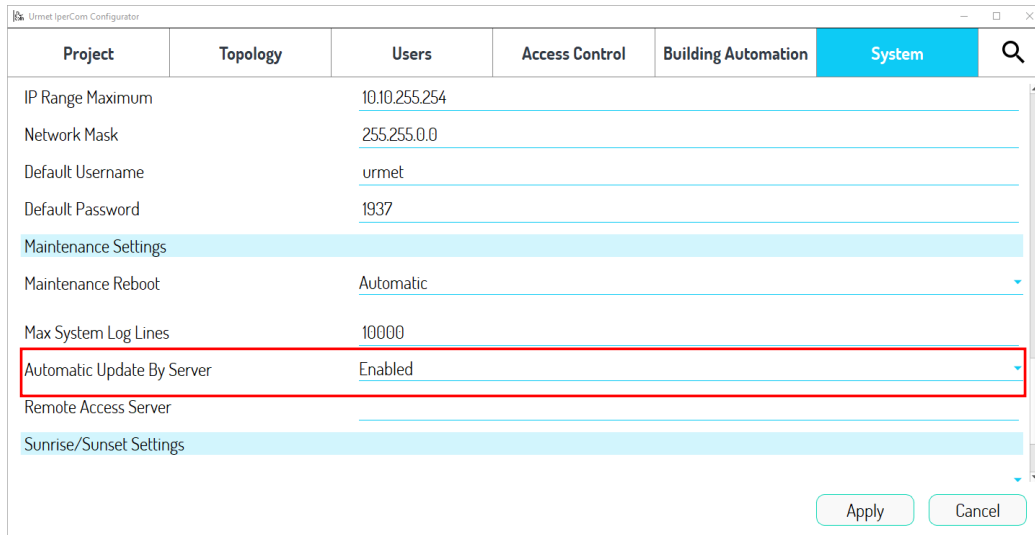 Urmet IperCom Configurator
Project Topology Users Access Control Building Automation System
IP Range Maximum 10.10.255.254
Network Mask 255.255.0.0
Default Username urmet
Default Password 1937
Maintenance Settings
Maintenance Reboot Automatic
Max System Log Lines 10000
Automatic Update By Server Enabled
Remote Access Server
Sunrise/Sunset Settings
Apply Cancel